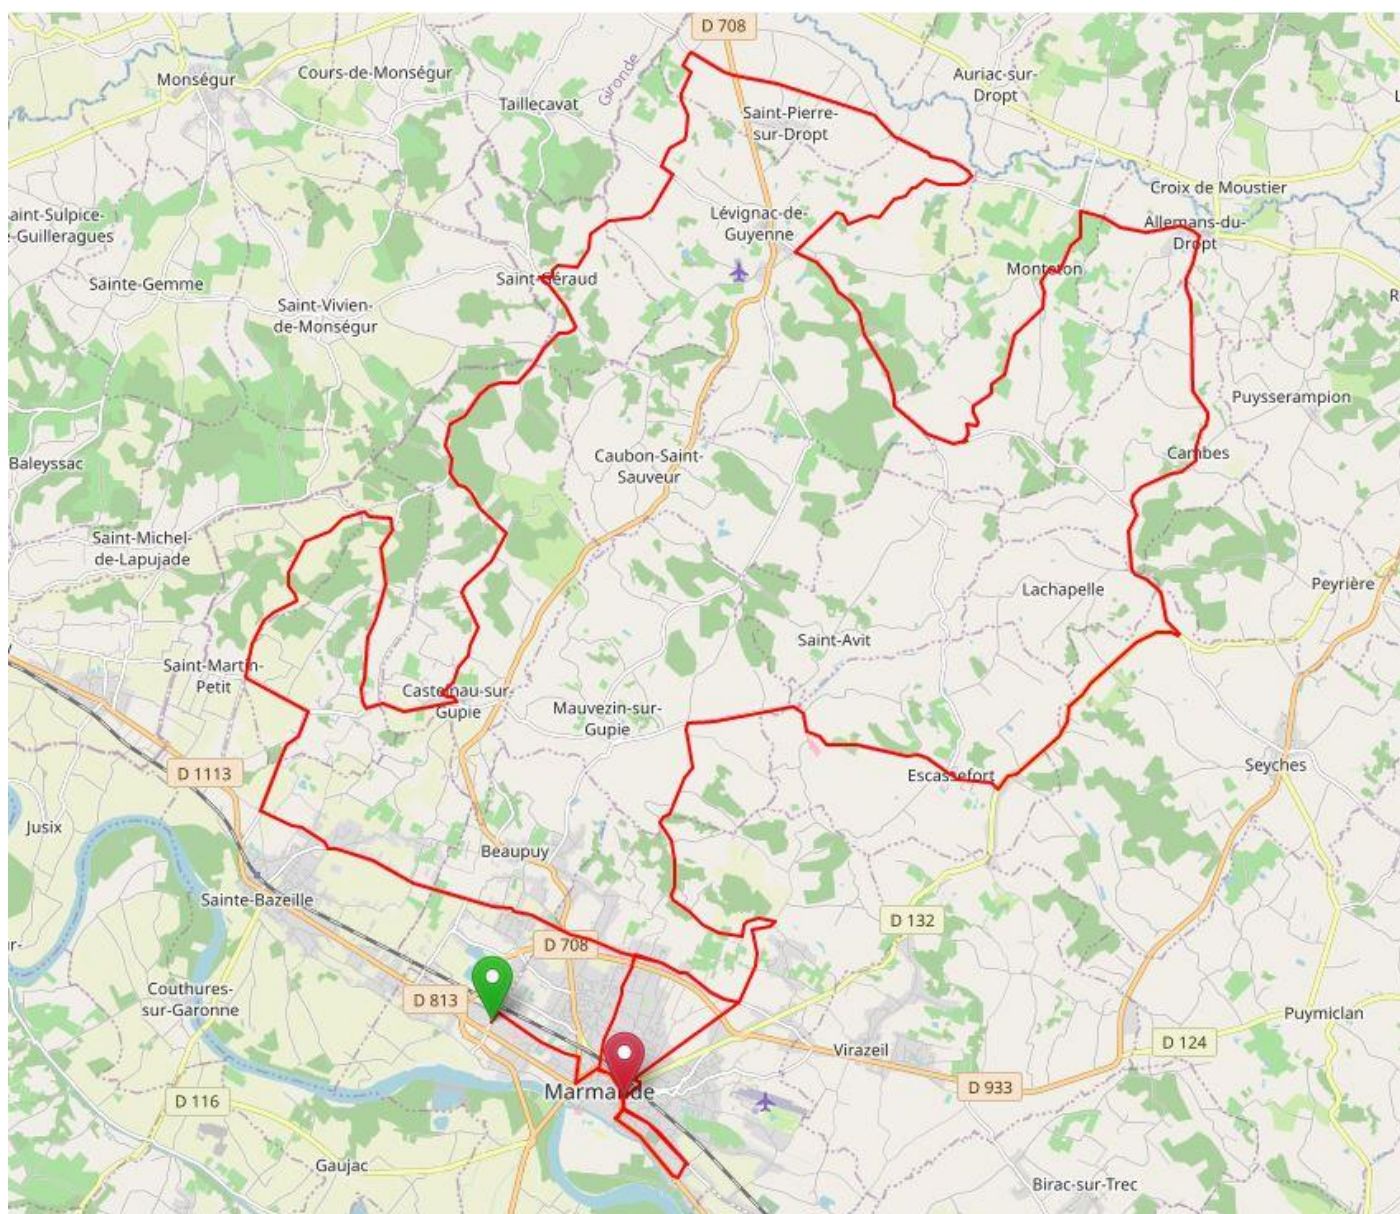 D 708
Monségur
Cours-de-Monségur
Gironde
Auriac-sur-
Dropt
Taillecavat
Saint-Pierre-
sur-Dropt
Croix de Moustier
aint-Sulpice-
-Guilleragues
Lévignac-de-
Guyenne
Allemans-du-
Dropt
Monteton
Sainte-Gemme
Saint-Géraud
Saint-Vivien-
de-Monségur
Puysserampion
Baleyssac
Caubon-Saint-
Sauveur
Cambes
Saint-Michel-
de-Lapujade
Lachapelle
Peyrière
Saint-Avit
Saint-Martin-
Petit
Castelnau-sur-
Gupie
Mauvezin-sur-
Gupie
D 1113
Escassefort
Seyches
Jusix
Beaupuy
Sainte-Bazeille
D 132
D 708
Couthures-
sur-Garonne
D 813
Puymiclan
Virazeil
D 124
Marmande
D 933
D 116
Gaujac
Birac-sur-Trec